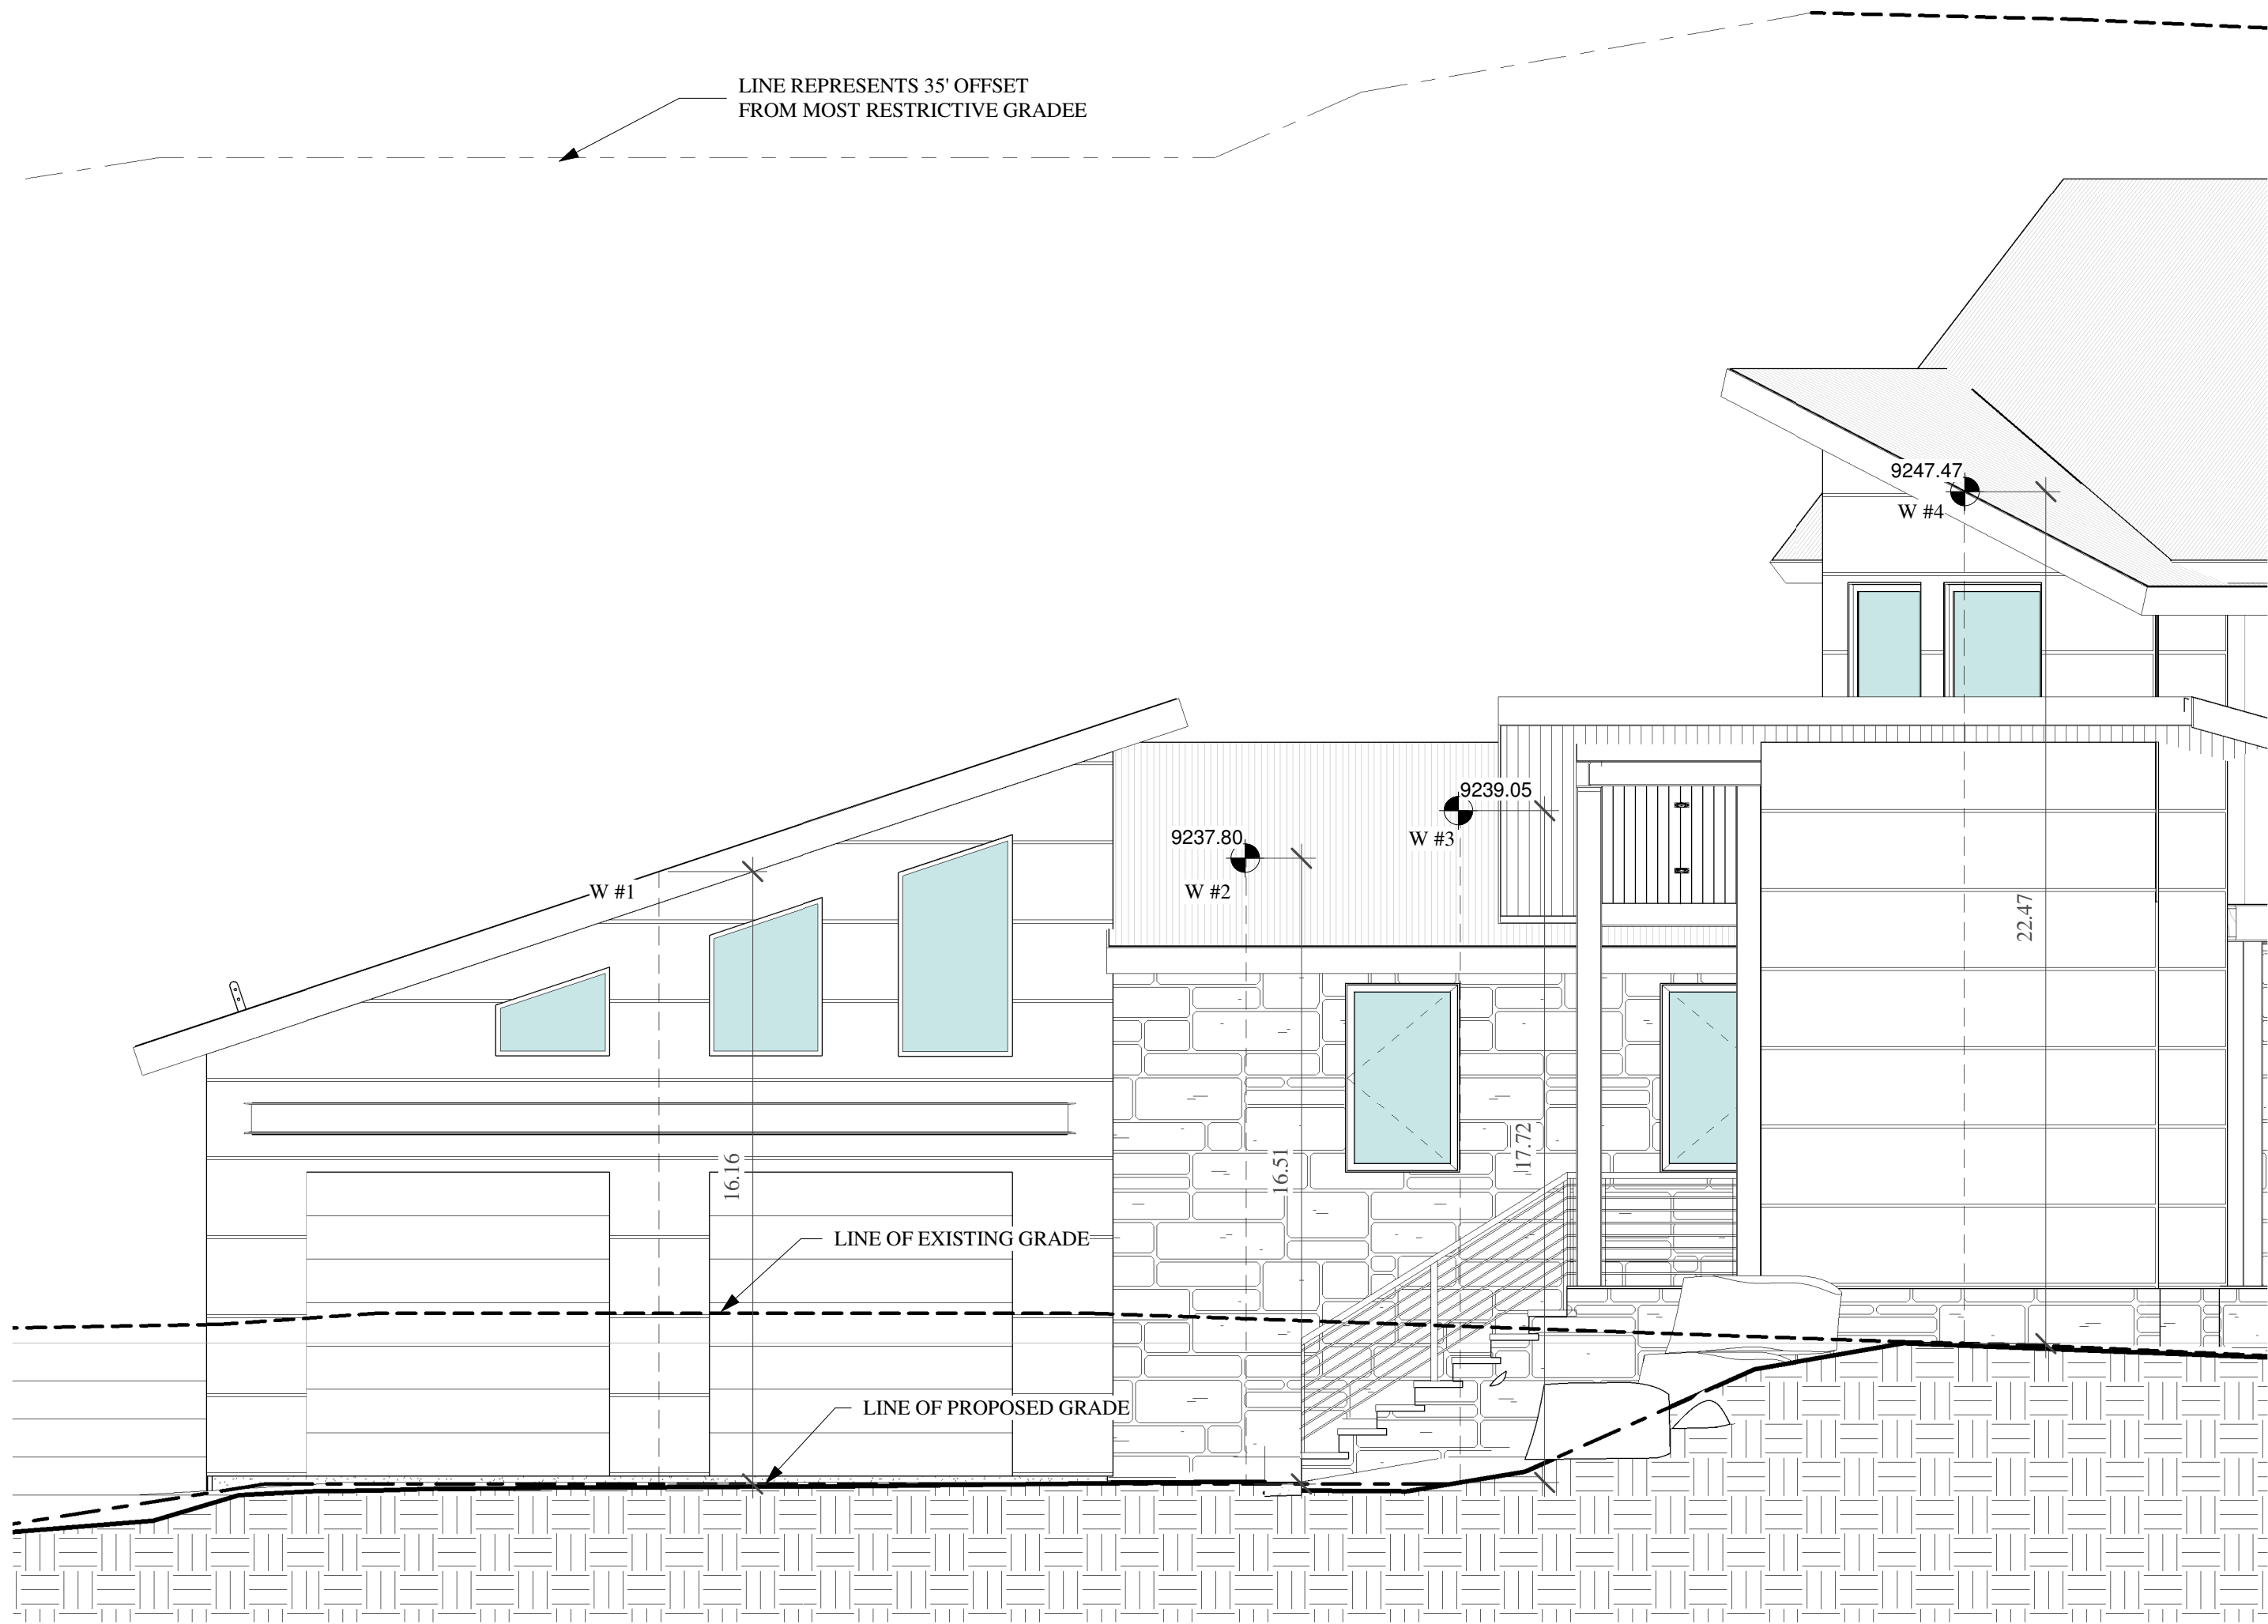 LINE REPRESENTS 35' OFFSET
FROM MOST RESTRICTIVE GRADEE
9247.47
W #4
9239.05
W #3
9237.80
W #2
W #1
22.47
17.72
16.51
16.16
LINE OF EXISTING GRADE
LINE OF PROPOSED GRADE